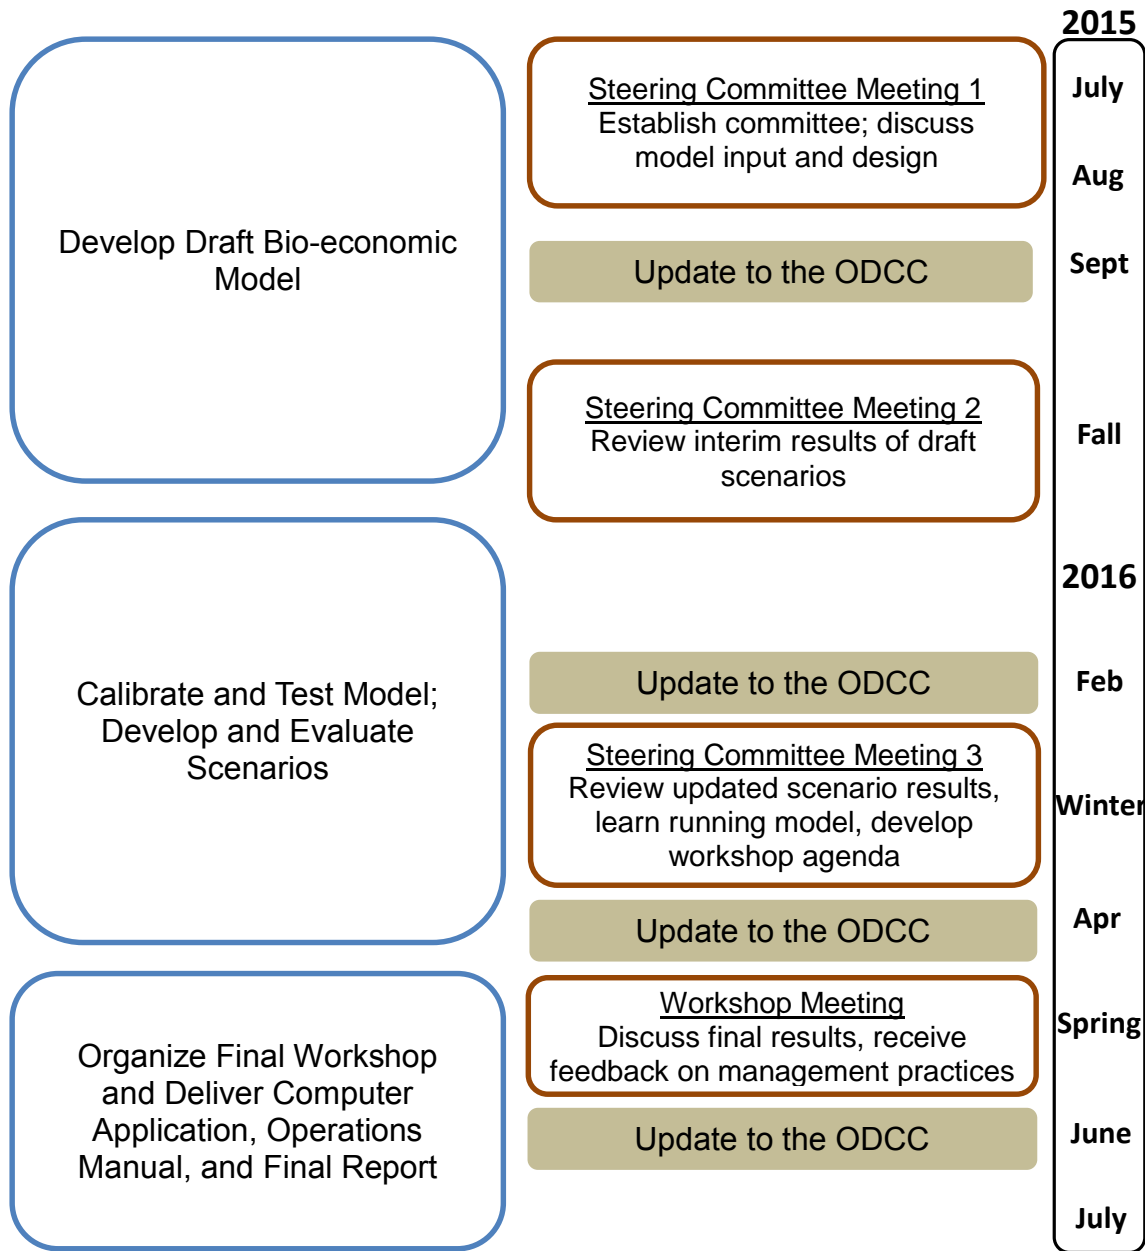 2015
Develop Draft Bio-economic
Model
Steering Committee Meeting 1
Establish committee; discuss
model input and design
July
Aug
Update to the ODCC
Sept
Steering Committee Meeting 2
Review interim results of draft
scenarios
Fall
2016
Calibrate and Test Model;
Develop and Evaluate
Scenarios
Update to the ODCC
Feb
Steering Committee Meeting 3
Review updated scenario results,
learn running model, develop
workshop agenda
Winter
Update to the ODCC
Apr
Organize Final Workshop
and Deliver Computer
Application, Operations
Manual, and Final Report
Workshop Meeting
Discuss final results, receive
feedback on management practices
Spring
Update to the ODCC
June
July